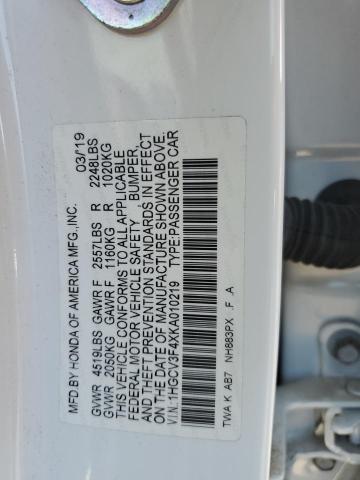 MFD BY HONDA OF AMERICA MFG.,INC. 03/19
GVWR 4519LBS GAWR F 2557LBS R 2248LBS
GVWR 2050KG GAWR F 1160KG R 1020KG
THIS VEHICLE CONFORMS TO ALL APPLICABLE
FEDERAL MOTOR VEHICLE SAFETY BUMPER,
AND THEFT PREVENTION STANDARDS IN EFFECT
ON THE DATE OF MANUFACTURE SHOWN ABOVE.
V.I.N.:1HGCV3F4XKA010219 TYPE:PASSENGER CAR
TWA K AB7 NH883PX .F A